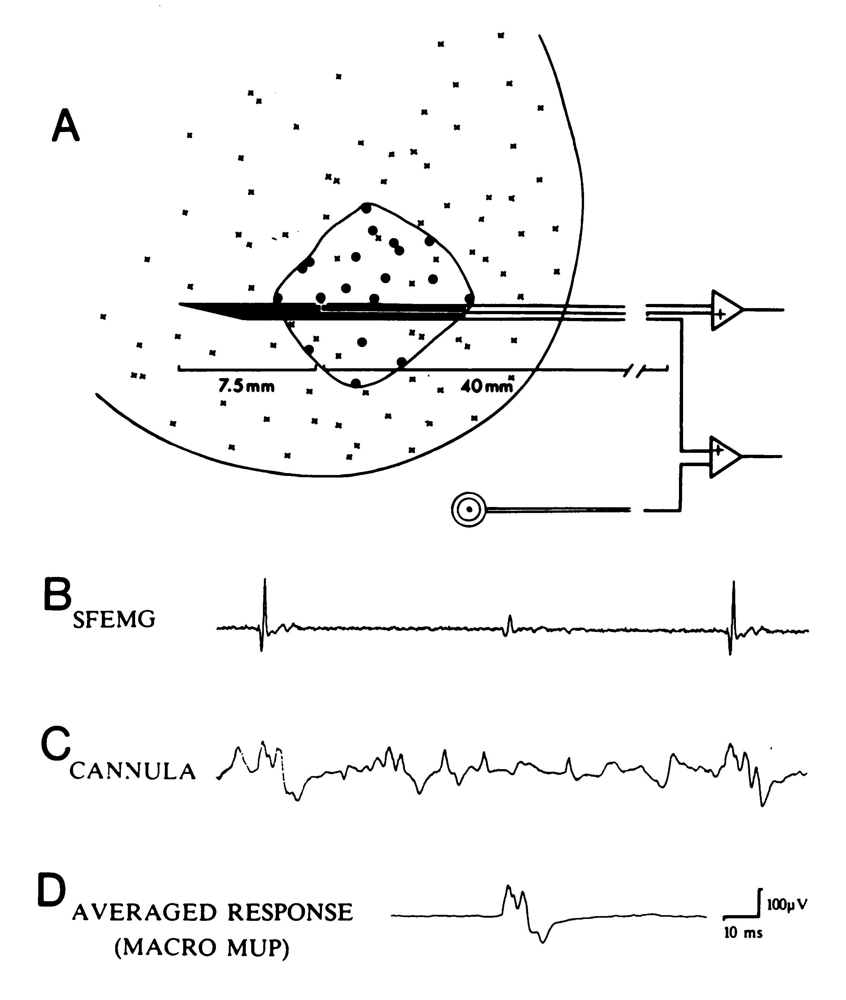 A
+
7.5mm
40mm
+
B
SFEMG
C
CANNULA
D
AVERAGED RESPONSE
(MACRO MUP)
100µV
10 ms